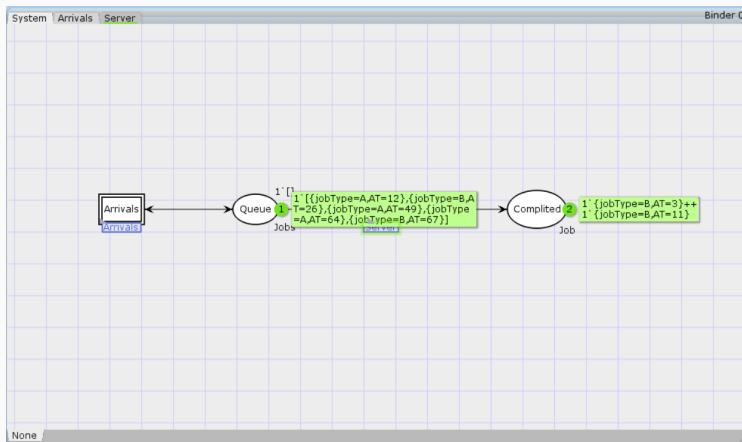 System Arrivals Server Binder 0
1`[]
Arrivals
Arrivals
Queue
1
1`[{jobType=A,AT=12},{jobType=B,A
T=26},{jobType=A,AT=49},{jobType
=A,AT=64},{jobType=B,AT=67}]
Jobs
Server
Complited
2
1`{jobType=B,AT=3}++
1`{jobType=B,AT=11}
Job
None